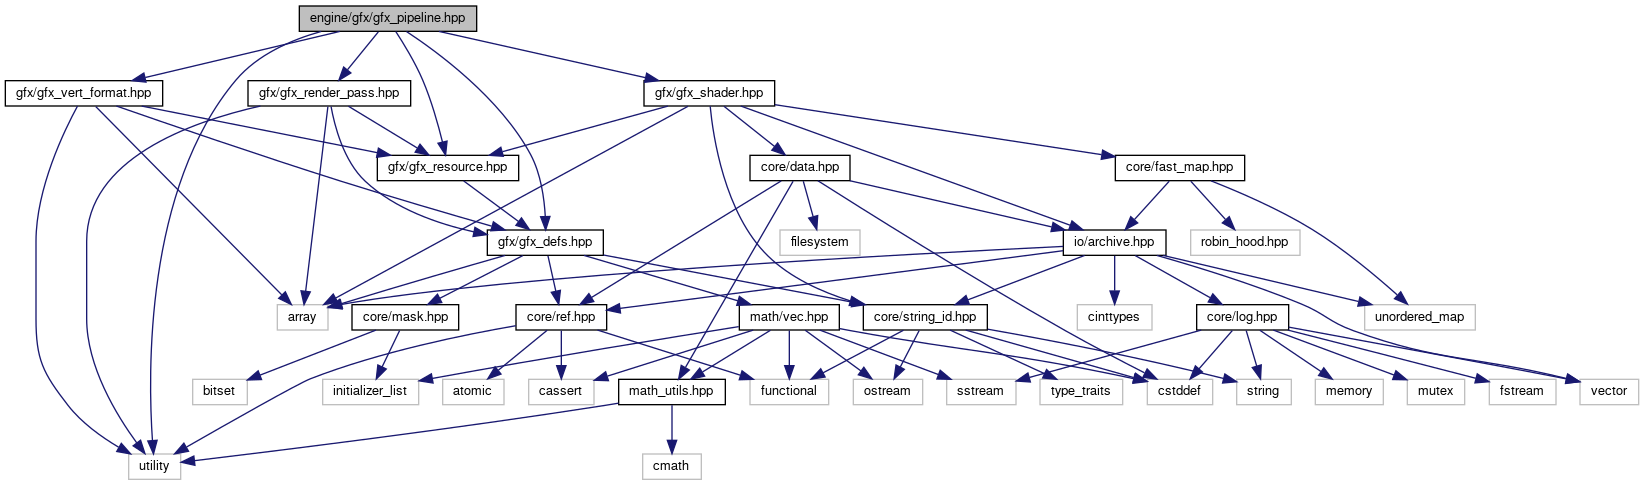 engine/gfx/gfx_pipeline.hpp
gfx/gfx_vert_format.hpp
gfx/gfx_render_pass.hpp
gfx/gfx_shader.hpp
gfx/gfx_resource.hpp
core/data.hpp
core/fast_map.hpp
gfx/gfx_defs.hpp
filesystem
io/archive.hpp
robin_hood.hpp
array
core/mask.hpp
core/ref.hpp
math/vec.hpp
core/string_id.hpp
cinttypes
core/log.hpp
unordered_map
bitset
initializer_list
atomic
cassert
math_utils.hpp
functional
ostream
sstream
type_traits
cstddef
string
memory
mutex
fstream
vector
utility
cmath